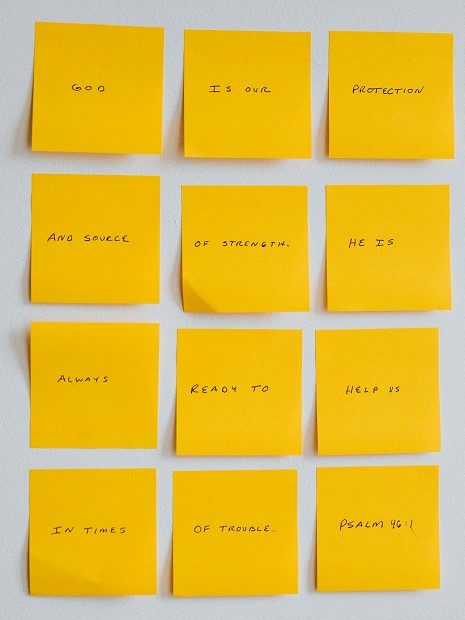 GOD
IS OUR
PROTECTION
AND SOURCE
OF STRENGTH.
HE IS
ALWAYS
READY TO
HELP US
IN TIMES
OF TROUBLE.
PSALM 46:1